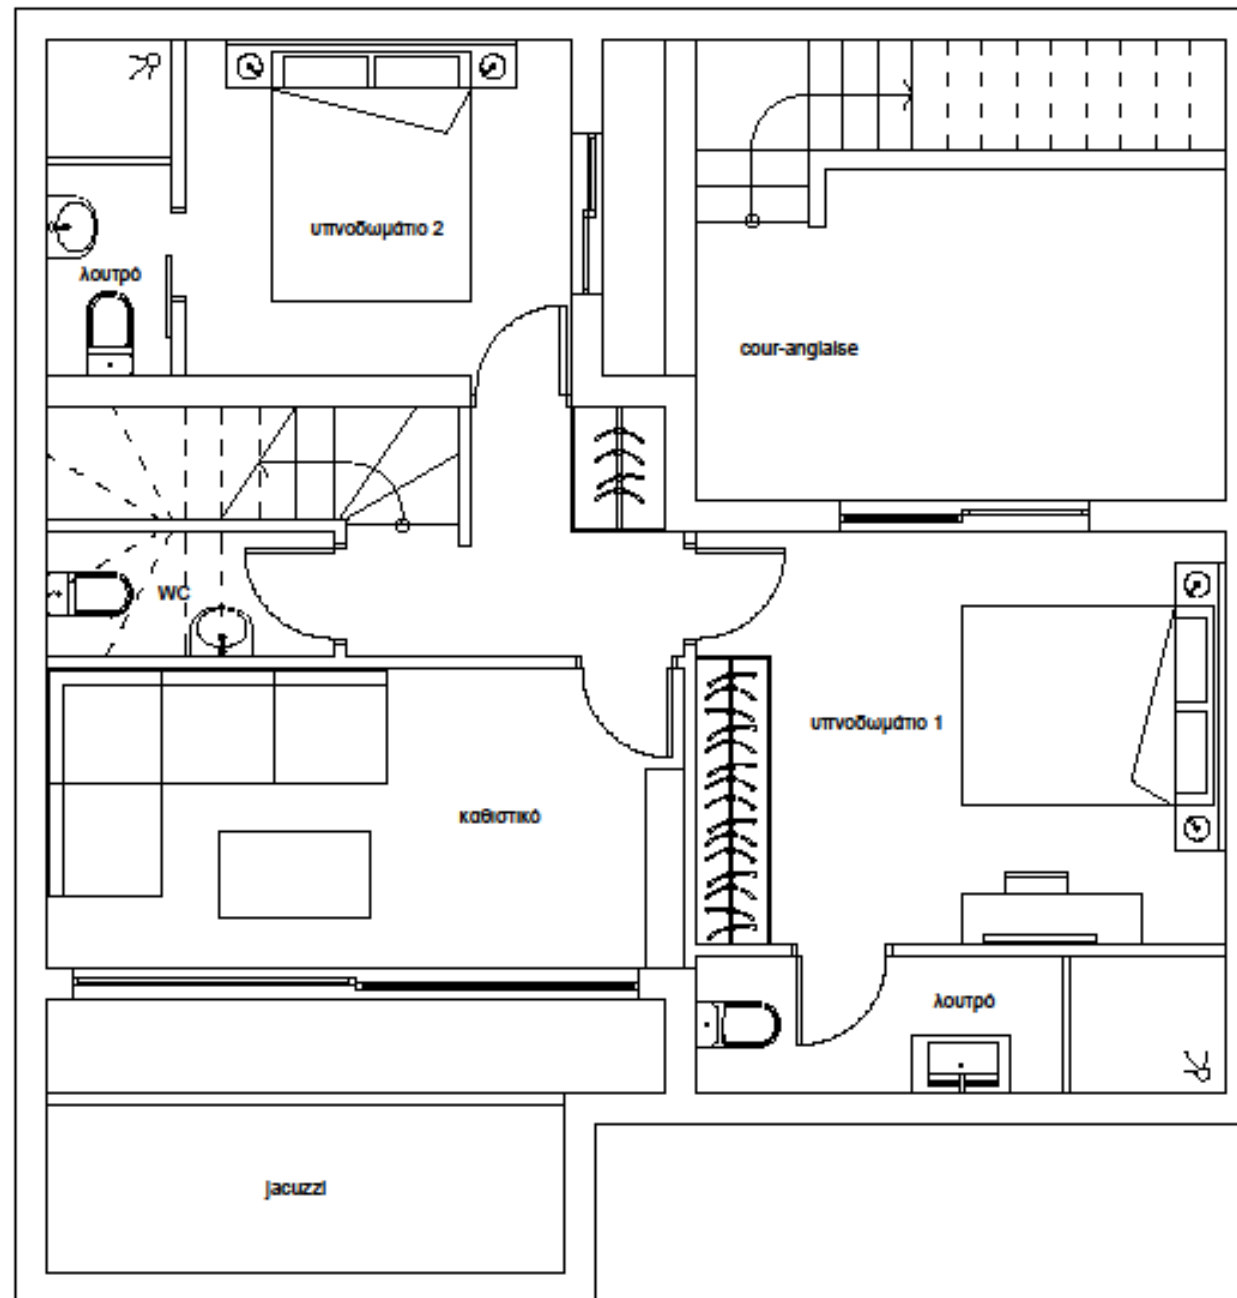 υπνοδωμάτιο 2
λουτρό
cour-anglaise
WC
υπνοδωμάτιο 1
καθιστικό
λουτρό
jacuzzi